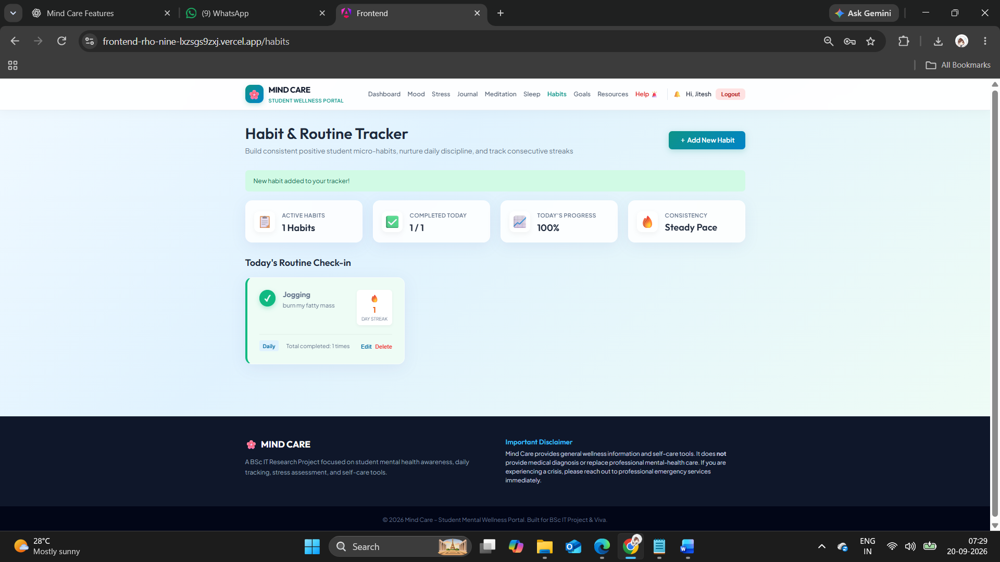 Mind Care Features
(9) WhatsApp
Frontend
Ask Gemini
frontend-rho-nine-lxzsgs9zxj.vercel.app/habits
All Bookmarks
MIND CARE
STUDENT WELLNESS PORTAL
Dashboard Mood Stress Journal Meditation Sleep Habits Goals Resources Help Hi, Jitesh Logout
Habit & Routine Tracker
+ Add New Habit
Build consistent positive student micro-habits, nurture daily discipline, and track consecutive streaks
New habit added to your tracker!
ACTIVE HABITS
1 Habits
COMPLETED TODAY
1 / 1
TODAY'S PROGRESS
100%
CONSISTENCY
Steady Pace
Today's Routine Check-in
Jogging
burn my fatty mass
1
DAY STREAK
Daily Total completed: 1 times Edit Delete
MIND CARE
A BSc IT Research Project focused on student mental health awareness, daily
tracking, stress assessment, and self-care tools.
Important Disclaimer
Mind Care provides general wellness information and self-care tools. It does not
provide medical diagnosis or replace professional mental-health care. If you are
experiencing a crisis, please reach out to professional emergency services
immediately.
© 2026 Mind Care – Student Mental Wellness Portal. Built for BSc IT Project & Viva.
28°C
Mostly sunny
Search
ENG
IN
07:29
20-09-2026